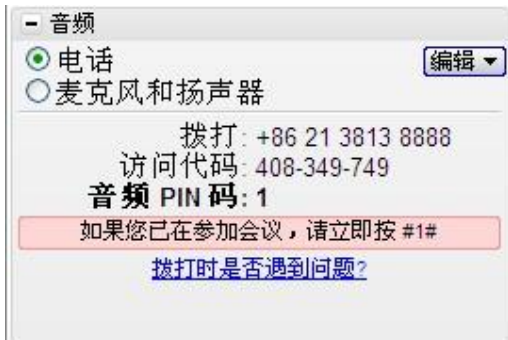 音频
电话
编辑
麦克风和扬声器
拨打: +86 21 3813 8888
访问代码: 408-349-749
音频 PIN 码: 1
如果您已在参加会议，请立即按 #1#
拨打时是否遇到问题?